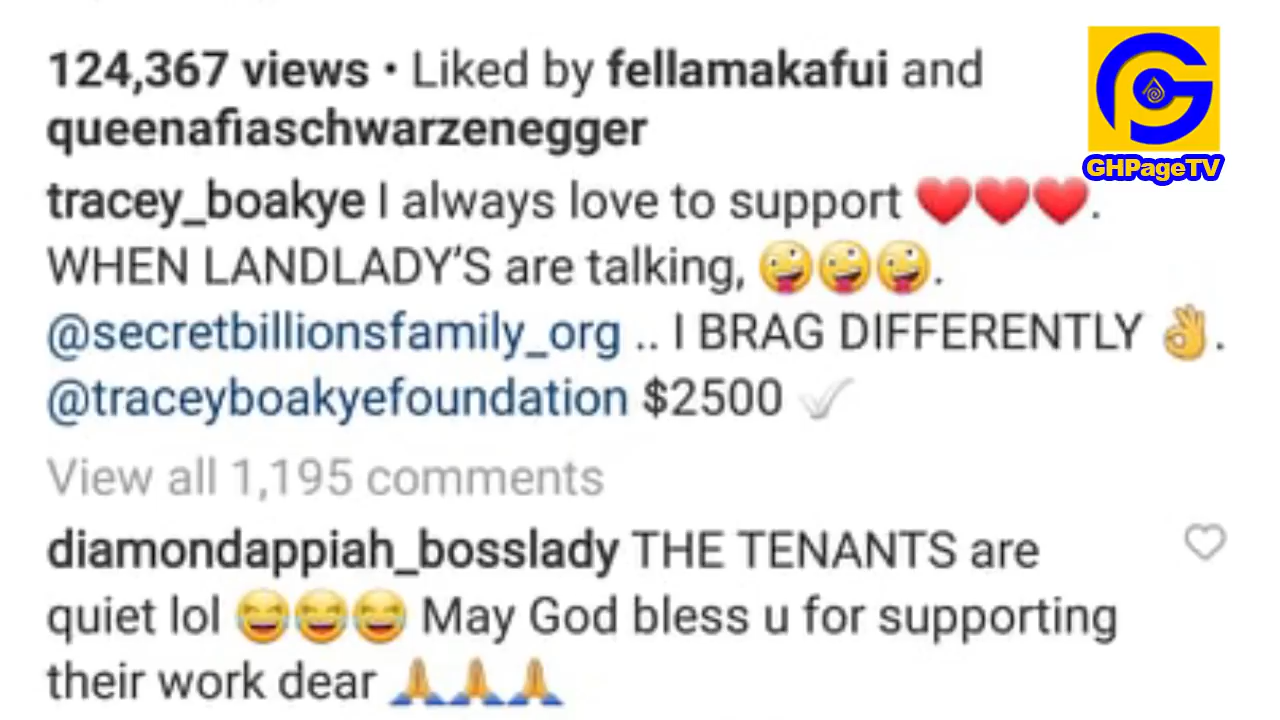 124,367 views • Liked by fellamakafui and
queenafiaschwarzenegger
GHPageTV
tracey_boakye I always love to support ❤️❤️❤️.
WHEN LANDLADY'S are talking, 🤪🤪🤪.
@secretbillionsfamily_org .. I BRAG DIFFERENTLY 👌.
@traceyboakyefoundation $2500 ✔️
View all 1,195 comments
diamondappiah_bosslady THE TENANTS are
quiet lol 😂😂😂 May God bless u for supporting
their work dear 🙏🙏🙏